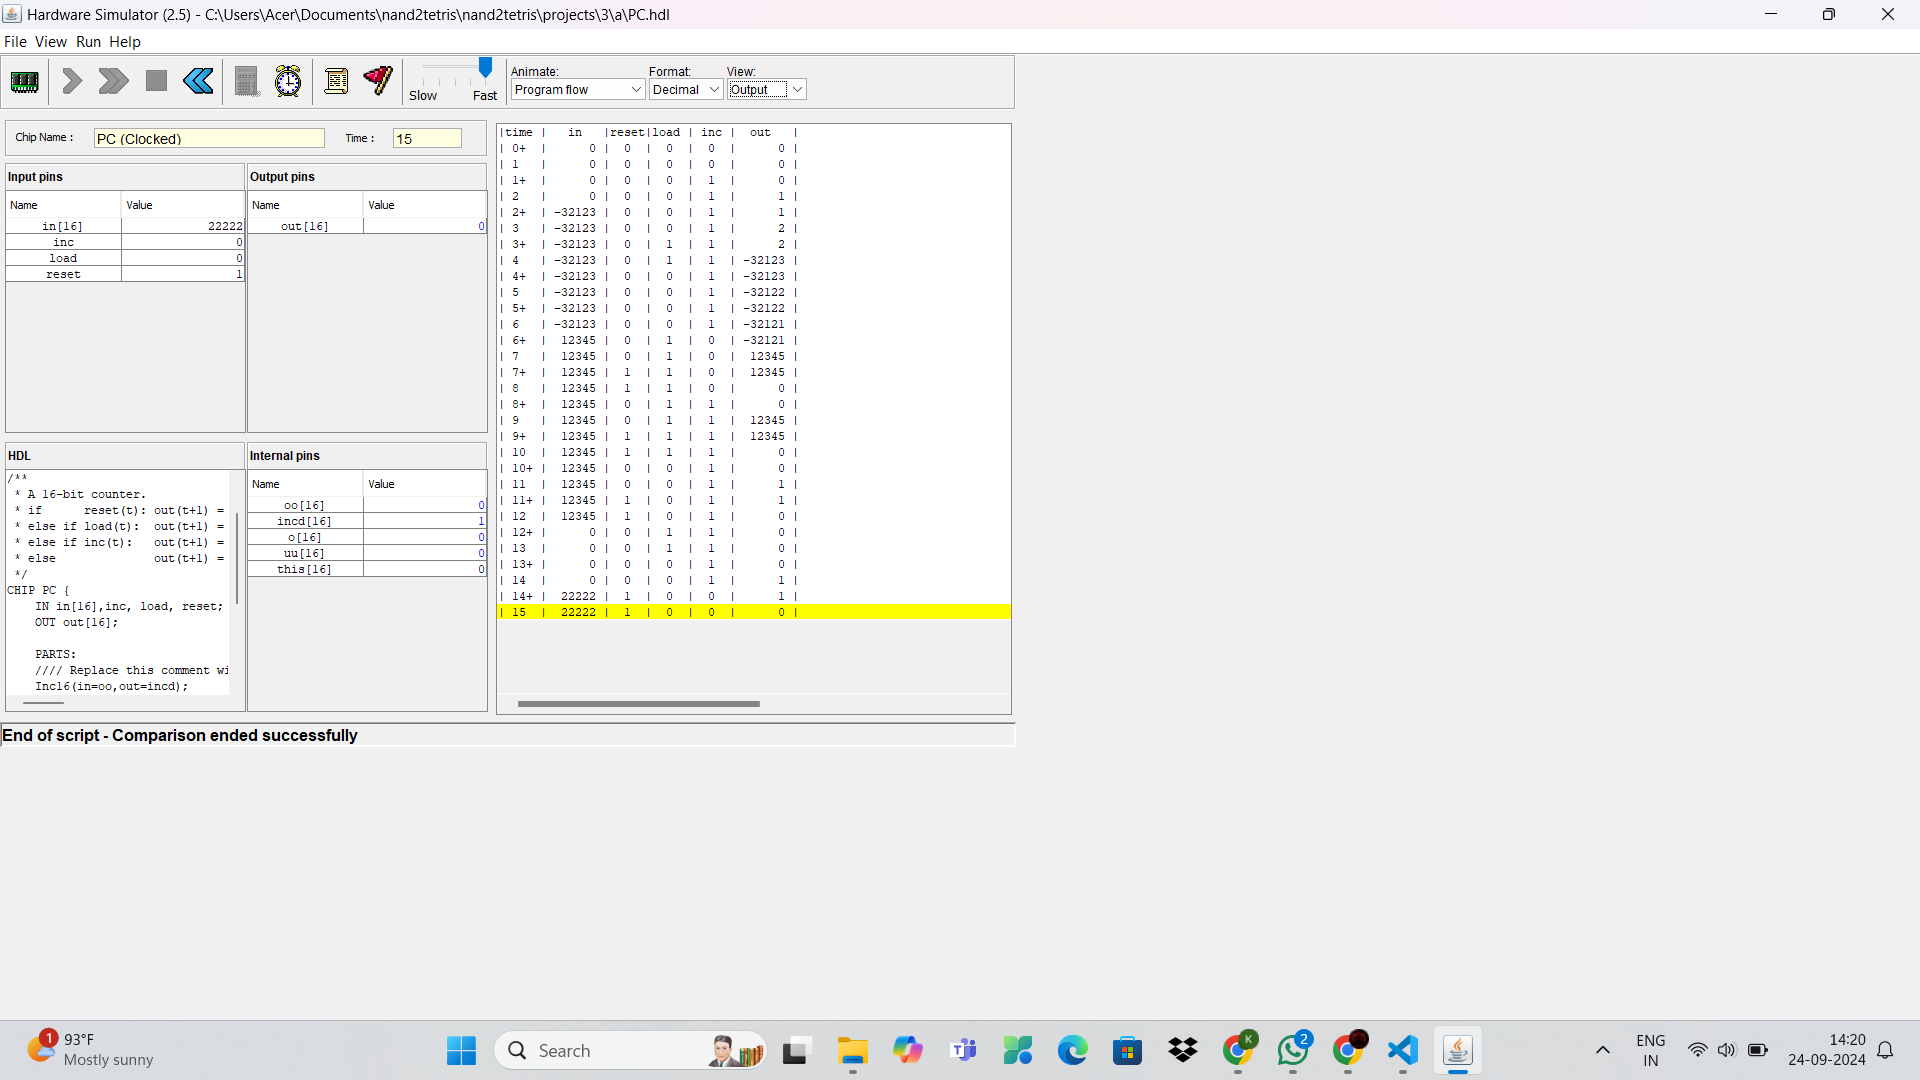 Hardware Simulator (2.5) - C:\Users\Acer\Documents\nand2tetris\nand2tetris\projects\3\a\PC.hdl
File View Run Help
Slow Fast
Animate: Format: View:
Program flow Decimal Output
Chip Name : PC (Clocked) Time : 15
Input pins
Name Value
in[16] 22222
inc 0
load 0
reset 1
Output pins
Name Value
out[16] 0
HDL
/**
* A 16-bit counter.
* if reset(t): out(t+1) =
* else if load(t): out(t+1) =
* else if inc(t): out(t+1) =
* else out(t+1) =
*/
CHIP PC {
IN in[16],inc, load, reset;
OUT out[16];
PARTS:
//// Replace this comment wi
Inc16(in=oo,out=incd);
Internal pins
Name Value
oo[16] 0
incd[16] 1
o[16] 0
uu[16] 0
this[16] 0
|time | in |reset|load | inc | out |
| 0+ | 0 | 0 | 0 | 0 | 0 |
| 1 | 0 | 0 | 0 | 0 | 0 |
| 1+ | 0 | 0 | 0 | 1 | 0 |
| 2 | 0 | 0 | 0 | 1 | 1 |
| 2+ | -32123 | 0 | 0 | 1 | 1 |
| 3 | -32123 | 0 | 0 | 1 | 2 |
| 3+ | -32123 | 0 | 1 | 1 | 2 |
| 4 | -32123 | 0 | 1 | 1 | -32123 |
| 4+ | -32123 | 0 | 0 | 1 | -32123 |
| 5 | -32123 | 0 | 0 | 1 | -32122 |
| 5+ | -32123 | 0 | 0 | 1 | -32122 |
| 6 | -32123 | 0 | 0 | 1 | -32121 |
| 6+ | 12345 | 0 | 1 | 0 | -32121 |
| 7 | 12345 | 0 | 1 | 0 | 12345 |
| 7+ | 12345 | 1 | 1 | 0 | 12345 |
| 8 | 12345 | 1 | 1 | 0 | 0 |
| 8+ | 12345 | 0 | 1 | 1 | 0 |
| 9 | 12345 | 0 | 1 | 1 | 12345 |
| 9+ | 12345 | 1 | 1 | 1 | 12345 |
| 10 | 12345 | 1 | 1 | 1 | 0 |
| 10+ | 12345 | 0 | 0 | 1 | 0 |
| 11 | 12345 | 0 | 0 | 1 | 1 |
| 11+ | 12345 | 1 | 0 | 1 | 1 |
| 12 | 12345 | 1 | 0 | 1 | 0 |
| 12+ | 0 | 0 | 1 | 1 | 0 |
| 13 | 0 | 0 | 1 | 1 | 0 |
| 13+ | 0 | 0 | 0 | 1 | 0 |
| 14 | 0 | 0 | 0 | 1 | 1 |
| 14+ | 22222 | 1 | 0 | 0 | 1 |
| 15 | 22222 | 1 | 0 | 0 | 0 |
End of script - Comparison ended successfully
1
93°F
Mostly sunny
Search
K
2
ENG
IN
14:20
24-09-2024